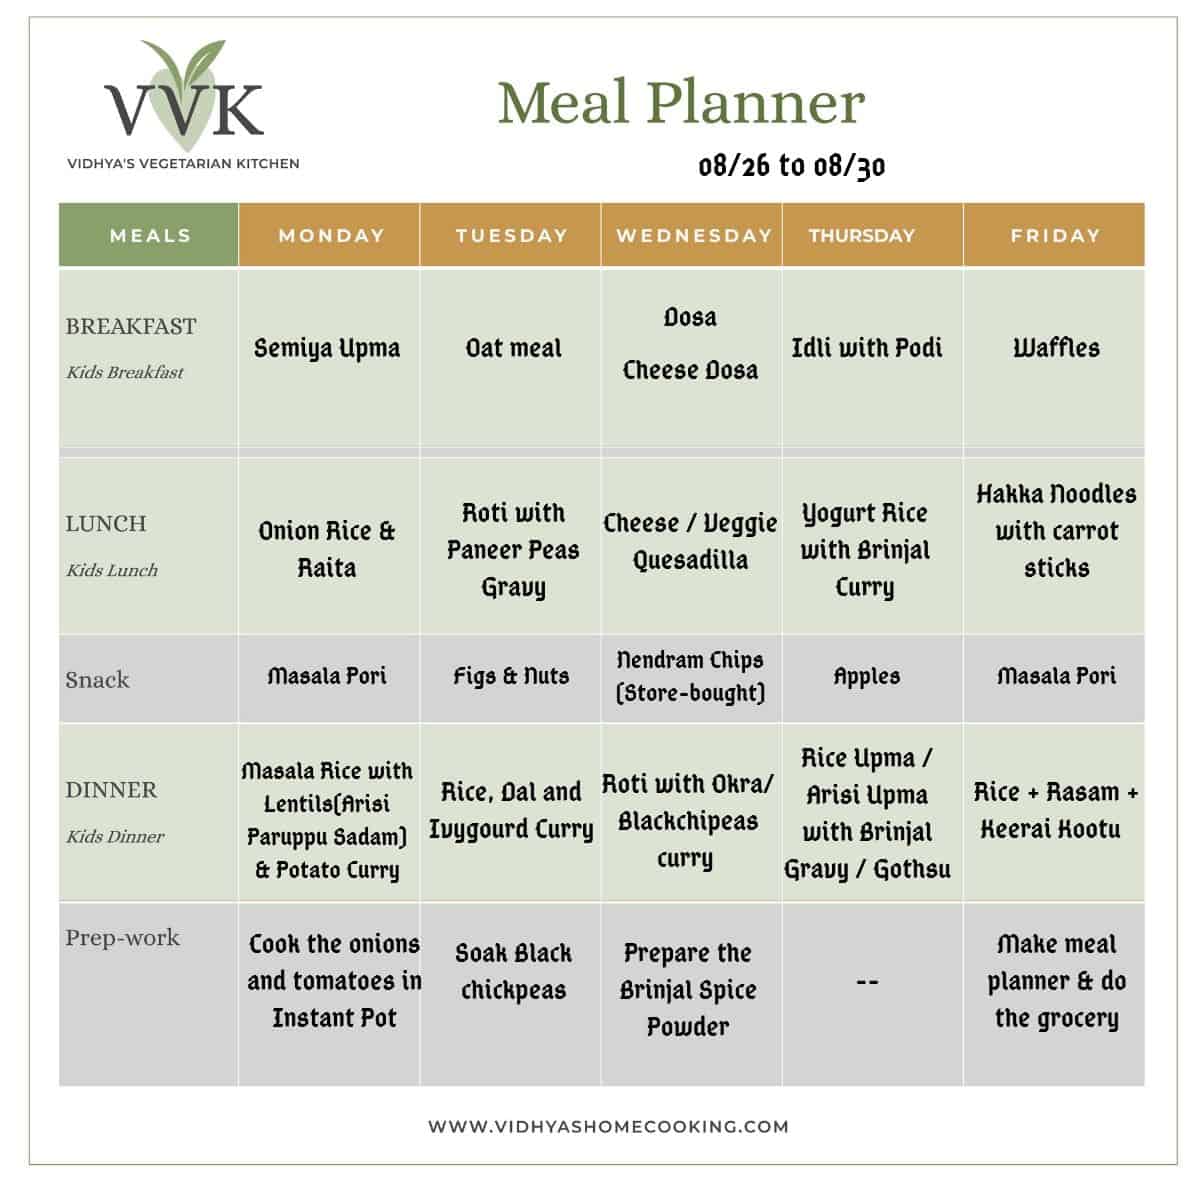 VVK
VIDHYA'S VEGETARIAN KITCHEN
Meal Planner
08/26 to 08/30
MEALS MONDAY TUESDAY WEDNESDAY THURSDAY FRIDAY
BREAKFAST
Kids Breakfast
Semiya Upma
Oat meal
Dosa
Cheese Dosa
Idli with Podi
Waffles
LUNCH
Kids Lunch
Onion Rice &
Raita
Roti with
Paneer Peas
Gravy
Cheese / Veggie
Quesadilla
Yogurt Rice
with Brinjal
Curry
Hakka Noodles
with carrot
sticks
Snack
Masala Pori
Figs & Nuts
Nendram Chips
(Store-bought)
Apples
Masala Pori
DINNER
Kids Dinner
Masala Rice with
Lentils(Arisi
Paruppu Sadam)
& Potato Curry
Rice, Dal and
Ivygourd Curry
Roti with Okra/
Blackchipeas
curry
Rice Upma /
Arisi Upma
with Brinjal
Gravy / Gothsu
Rice + Rasam +
Keerai Kootu
Prep-work
Cook the onions
and tomatoes in
Instant Pot
Soak Black
chickpeas
Prepare the
Brinjal Spice
Powder
--
Make meal
planner & do
the grocery
WWW.VIDHYASHOMECOOKING.COM